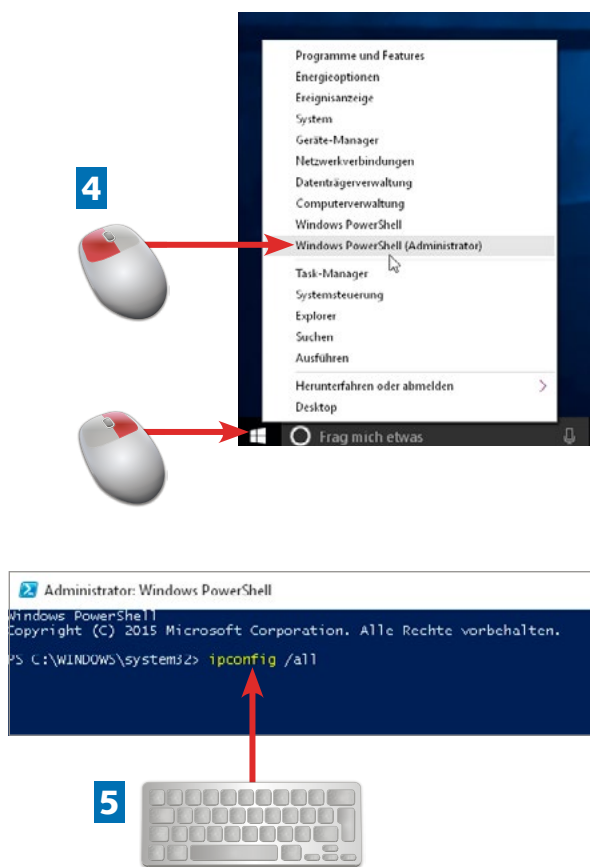 Programme und Features
Energieoptionen
Ereignisanzeige
System
Geräte-Manager
Netzwerkverbindungen
Datenträgerverwaltung
Computerverwaltung
4
Windows PowerShell
Windows PowerShell (Administrator)
Task-Manager
Systemsteuerung
Explorer
Suchen
Ausführen
Herunterfahren oder abmelden
Desktop
Frag mich etwas
Administrator: Windows PowerShell
Windows PowerShell
Copyright (C) 2015 Microsoft Corporation. Alle Rechte vorbehalten.
PS C:\WINDOWS\system32> ipconfig /all
5